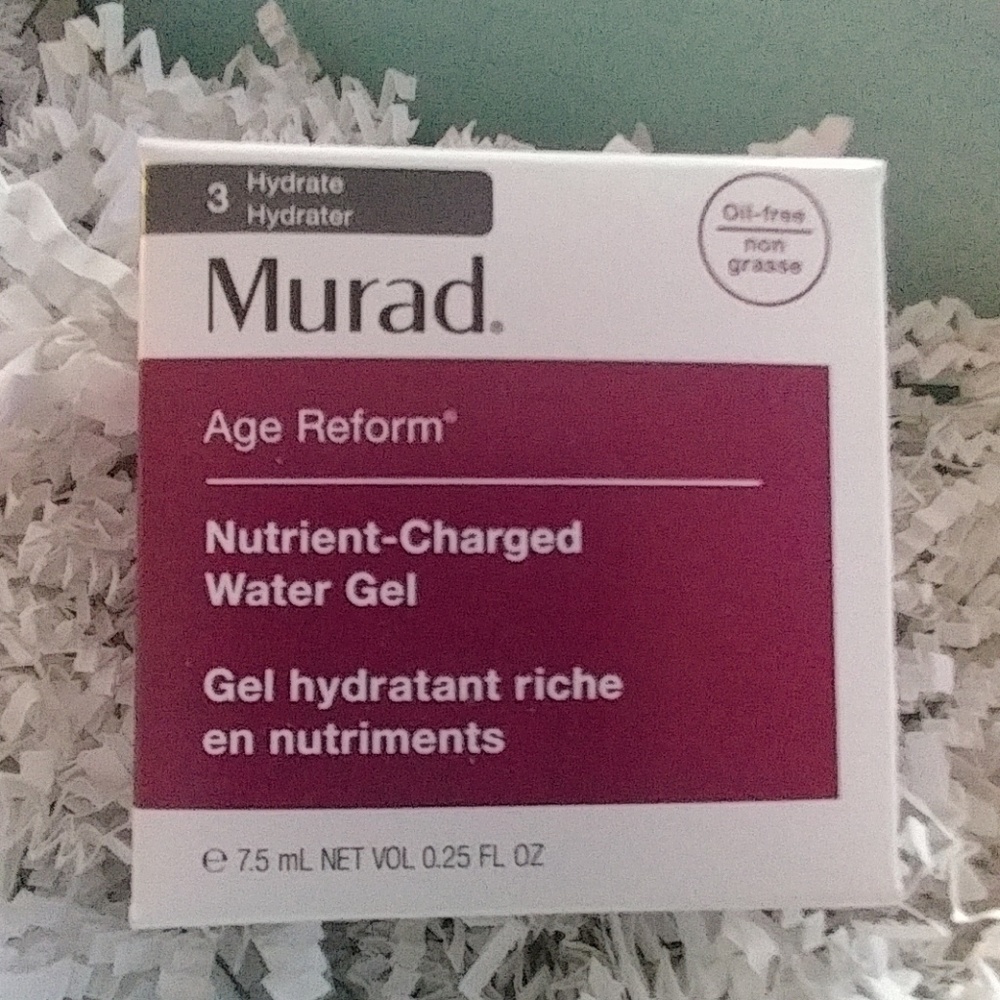 3 Hydrate
Hydrater
Oil-free
non
grasse
Murad®
Age Reform®
Nutrient-Charged
Water Gel
Gel hydratant riche
en nutriments
℮ 7.5 mL NET VOL 0.25 FL OZ